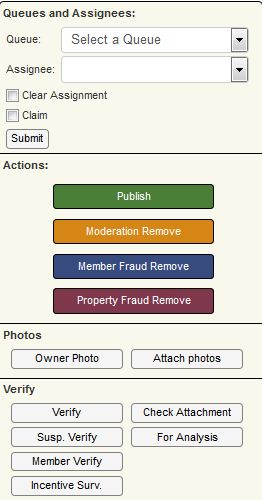 Queues and Assignees:
Queue: Select a Queue
Assignee:
Clear Assignment
Claim
Submit
Actions:
Publish
Moderation Remove
Member Fraud Remove
Property Fraud Remove
Photos
Owner Photo Attach photos
Verify
Verify Check Attachment
Susp. Verify For Analysis
Member Verify
Incentive Surv.